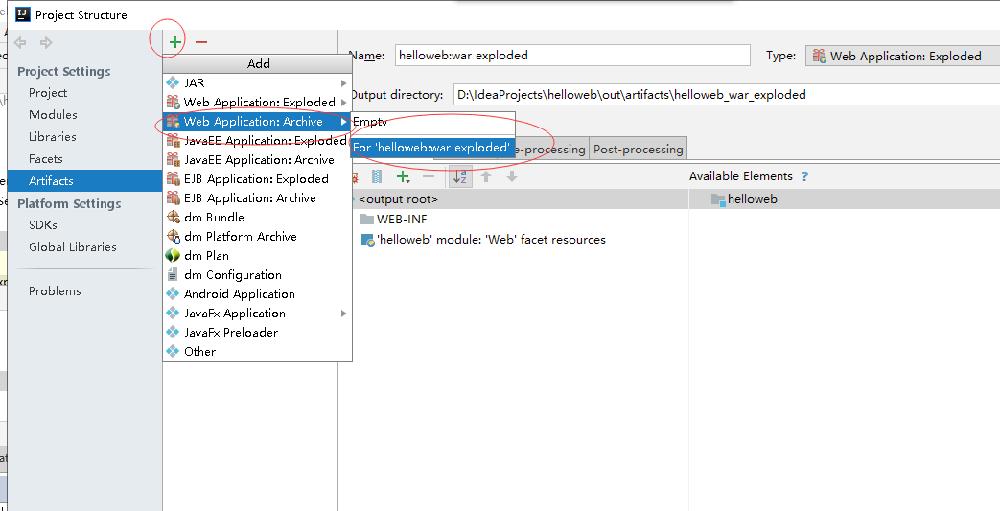 Project Structure
Project Settings
Project
Modules
Libraries
Facets
Artifacts
Platform Settings
SDKs
Global Libraries
Problems
Add
JAR
Web Application: Exploded
Web Application: Archive
JavaEE Application: Exploded
JavaEE Application: Archive
EJB Application: Exploded
EJB Application: Archive
dm Bundle
dm Platform Archive
dm Plan
dm Configuration
Android Application
JavaFx Application
JavaFx Preloader
Other
Empty
For 'helloweb:war exploded'
Name: helloweb:war exploded Type: Web Application: Exploded
Output directory: D:\IdeaProjects\helloweb\out\artifacts\helloweb_war_exploded
e-processing Post-processing
Available Elements ?
<output root>
WEB-INF
'helloweb' module: 'Web' facet resources
helloweb